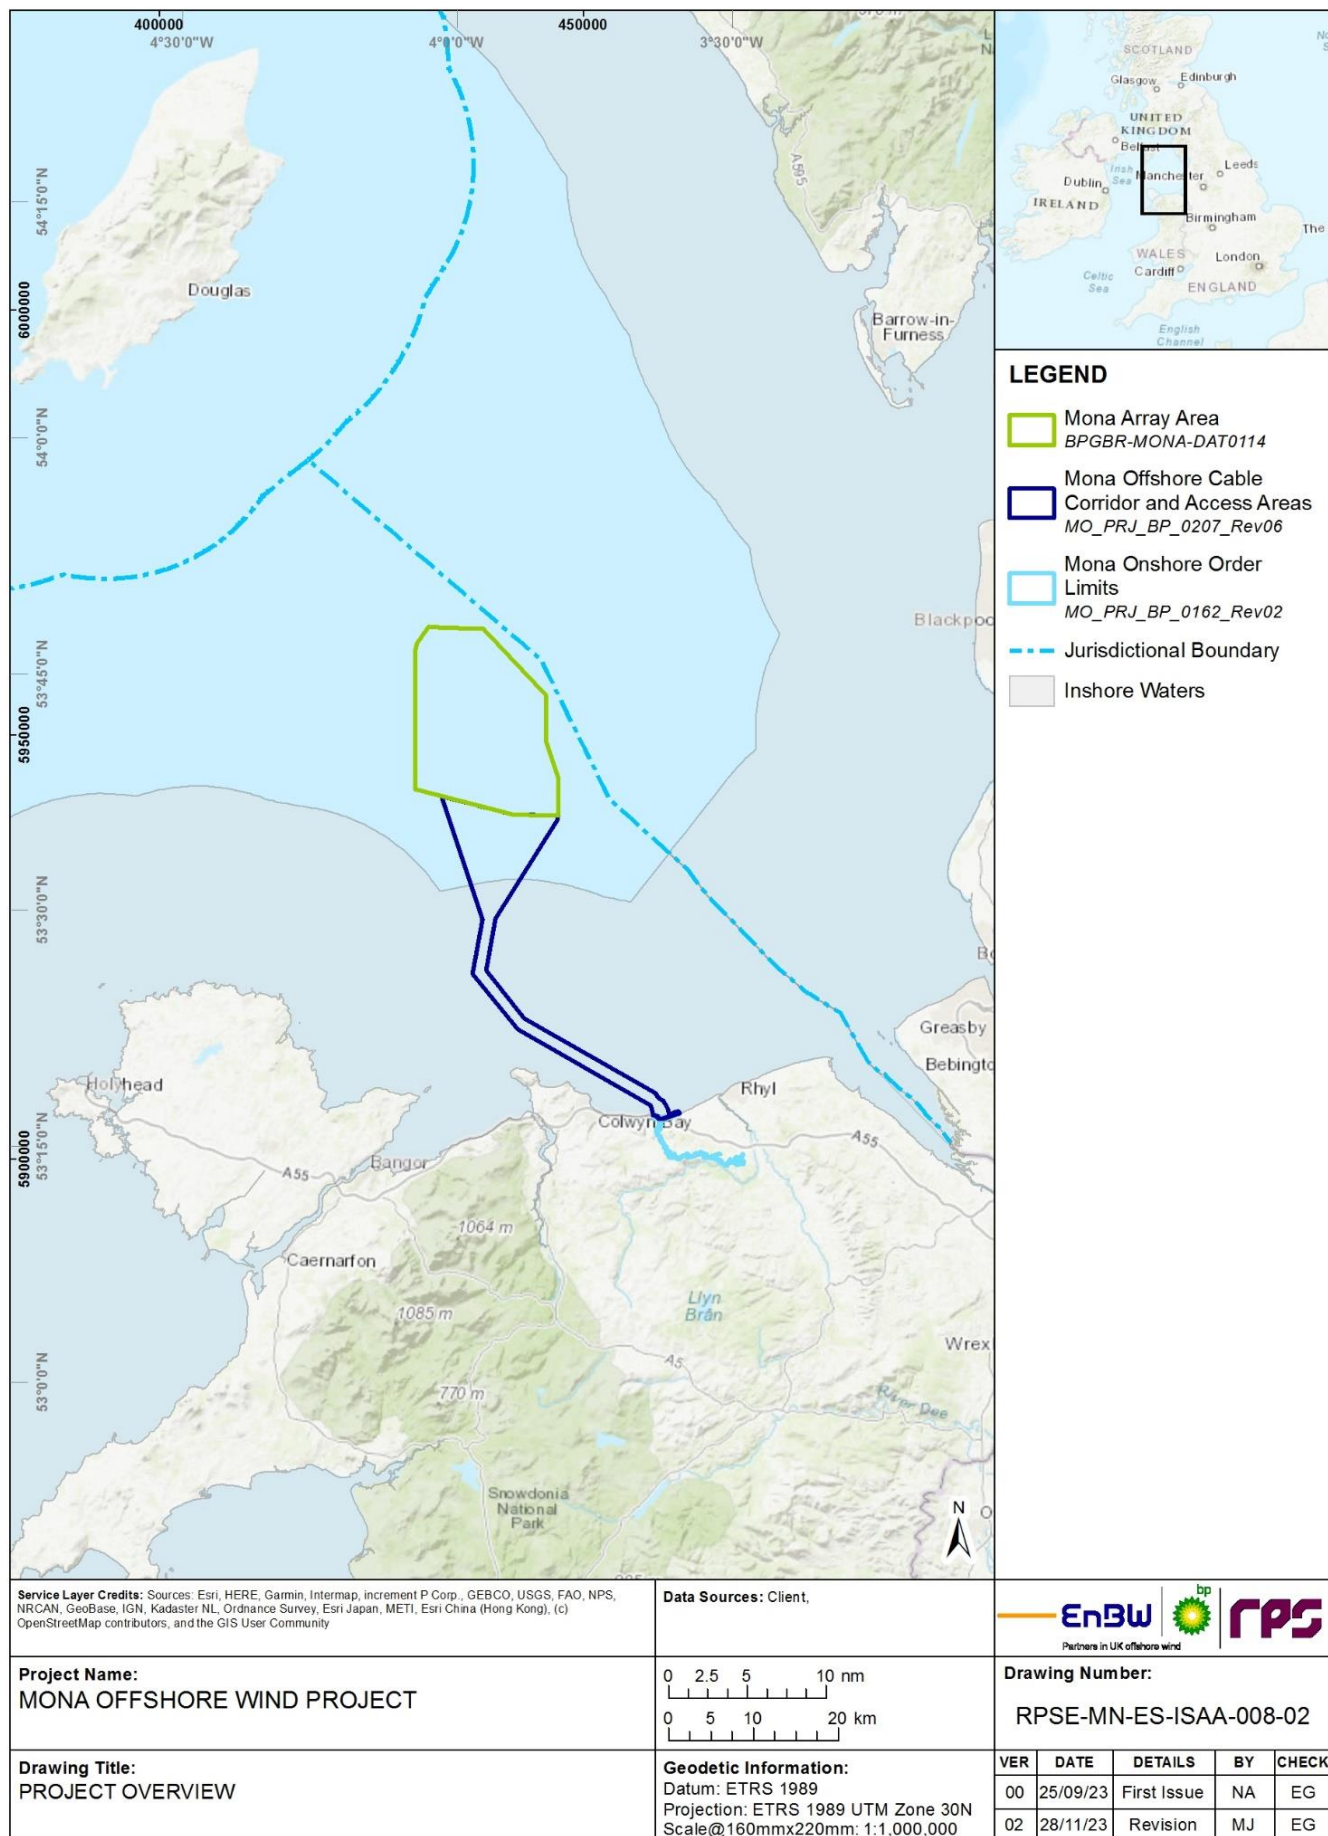 400000
450000
4°30'0"W
4°0'0"W
3°30'0"W
54°15'0"N
6000000
54°0'0"N
53°45'0"N
5950000
53°30'0"N
5900000
53°15'0"N
53°0'0"N
A595
Douglas
Barrow-in-
Furness
Blackpoo
Greasby
Bebingto
Rhyl
Holyhead
Colwyn Bay
A55
Bangor
A55
1064 m
Caernarfon
Llyn
Brân
1085 m
Wrex
A5
770 m
River Dee
Snowdonia
National
Park
N
SCOTLAND
Glasgow
Edinburgh
UNITED
KINGDOM
Belfast
Irish
Sea
Leeds
Manchester
Dublin
IRELAND
Birmingham
The
WALES
London
Cardiff
Celtic
Sea
ENGLAND
English
Channel
LEGEND
Mona Array Area
BPGBR-MONA-DAT0114
Mona Offshore Cable
Corridor and Access Areas
MO_PRJ_BP_0207_Rev06
Mona Onshore Order
Limits
MO_PRJ_BP_0162_Rev02
Jurisdictional Boundary
Inshore Waters
Service Layer Credits: Sources: Esri, HERE, Garmin, Intermap, increment P Corp., GEBCO, USGS, FAO, NPS,
NRCAN, GeoBase, IGN, Kadaster NL, Ordnance Survey, Esri Japan, METI, Esri China (Hong Kong), (c)
OpenStreetMap contributors, and the GIS User Community
Data Sources: Client,
EnBW
bp
rps
Partners in UK offshore wind
Project Name:
MONA OFFSHORE WIND PROJECT
0 2.5 5 10 nm
0 5 10 20 km
Drawing Number:
RPSE-MN-ES-ISAA-008-02
Drawing Title:
PROJECT OVERVIEW
Geodetic Information:
Datum: ETRS 1989
Projection: ETRS 1989 UTM Zone 30N
Scale@160mmx220mm: 1:1,000,000
VER DATE DETAILS BY CHECK
00 25/09/23 First Issue NA EG
02 28/11/23 Revision MJ EG